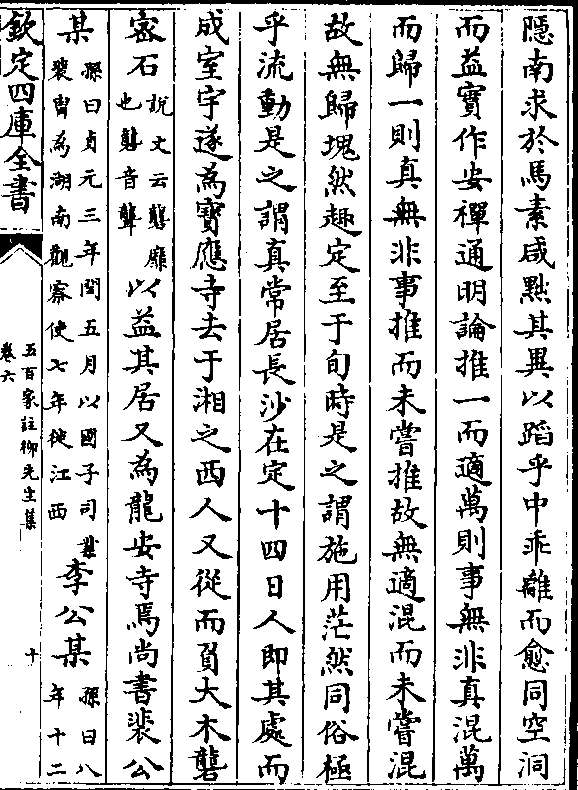 隱南求於馬素咸黜其異以蹈乎中乖離而愈同空洞
而益實作安禪通明論推一而適萬則事無非真混萬
而歸一則真無非事推而未嘗推故無適混而未嘗混
故無歸塊然趣定至于旬時是之謂施用茫然同俗極
乎流動是之謂真常居長沙在定十四日人即其處而
成室宇遂為寶應寺去于湘之西人又從而負大木礱
密石說文云礱靡也礱音聾以益其居又為龍安寺焉尚書裴公
某孫曰貞元三年閏五月以國子司業裴胄為湖南觀察使七年徙江西李公某孫曰八年十二
欽定四庫全書
五百家註柳先生集
卷六
十